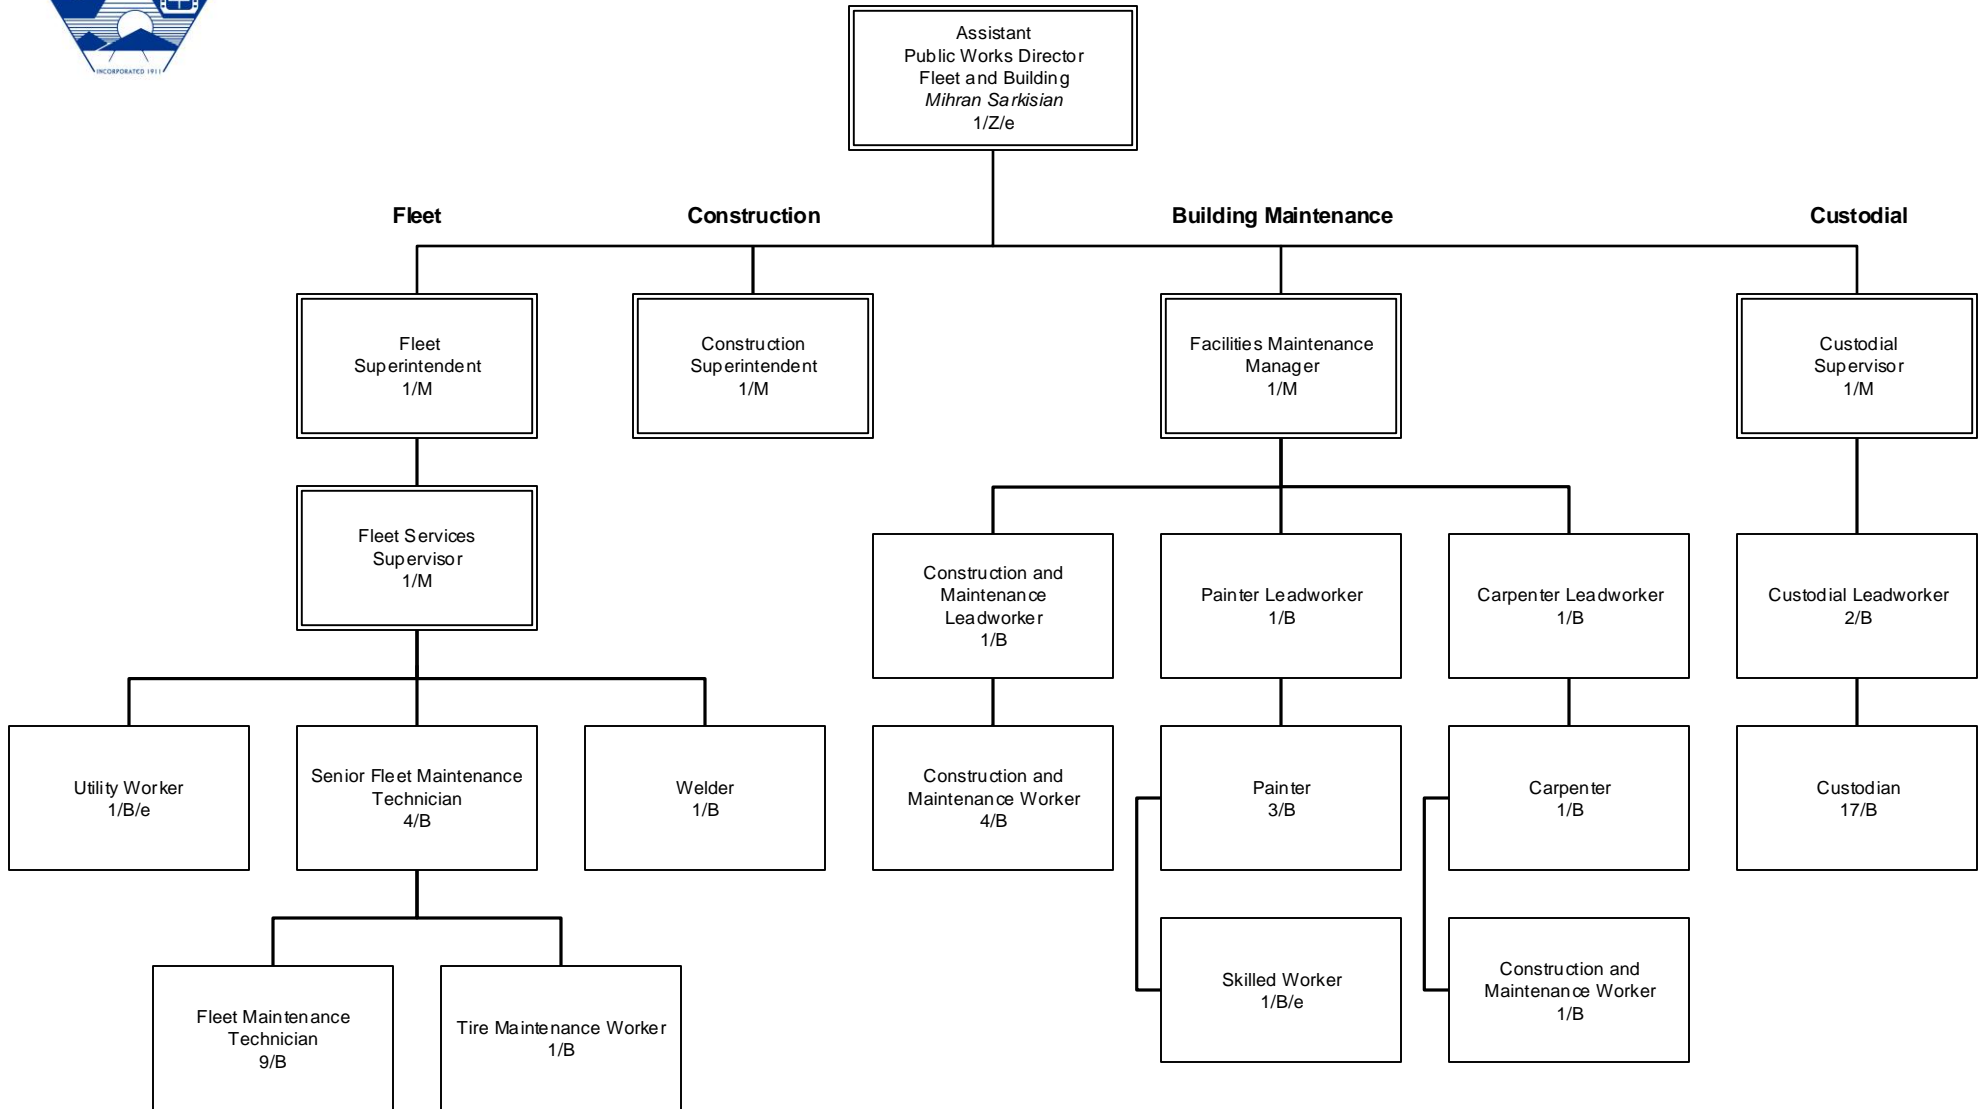 INCORPORATED 1911
Assistant
Public Works Director
Fleet and Building
Mihran Sarkisian
1/Z/e
Fleet
Construction
Building Maintenance
Custodial
Fleet
Superintendent
1/M
Construction
Superintendent
1/M
Facilities Maintenance
Manager
1/M
Custodial
Supervisor
1/M
Fleet Services
Supervisor
1/M
Construction and
Maintenance
Leadworker
1/B
Painter Leadworker
1/B
Carpenter Leadworker
1/B
Custodial Leadworker
2/B
Utility Worker
1/B/e
Senior Fleet Maintenance
Technician
4/B
Welder
1/B
Construction and
Maintenance Worker
4/B
Painter
3/B
Carpenter
1/B
Custodian
17/B
Fleet Maintenance
Technician
9/B
Tire Maintenance Worker
1/B
Skilled Worker
1/B/e
Construction and
Maintenance Worker
1/B